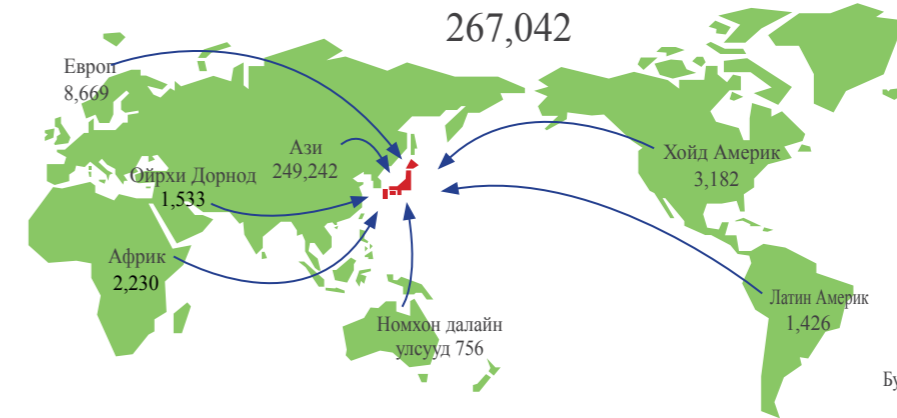 267,042
Европ
8,669
Ази
249,242
Ойрхи Дорнод
1,533
Африк
2,230
Номхон далайн
улсууд 756
Хойд Америк
3,182
Латин Америк
1,426
Бу